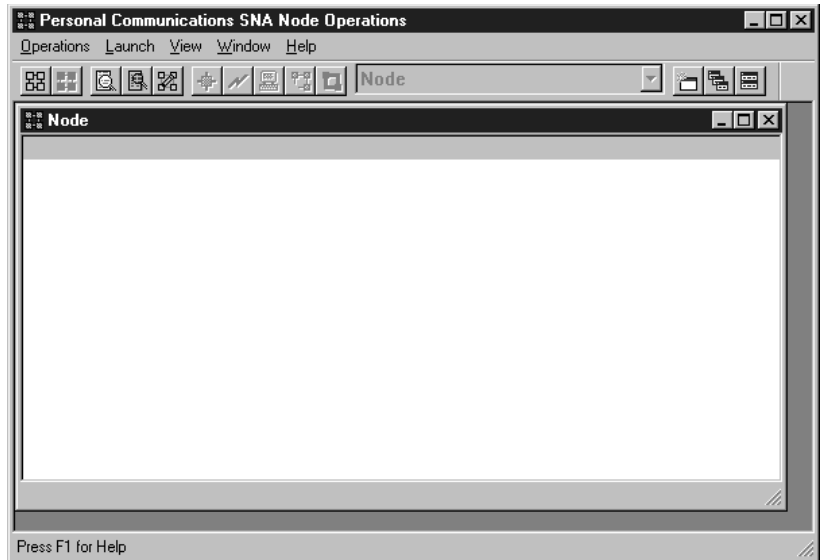 Personal Communications SNA Node Operations
Operations Launch View Window Help
Node
Node
Press F1 for Help